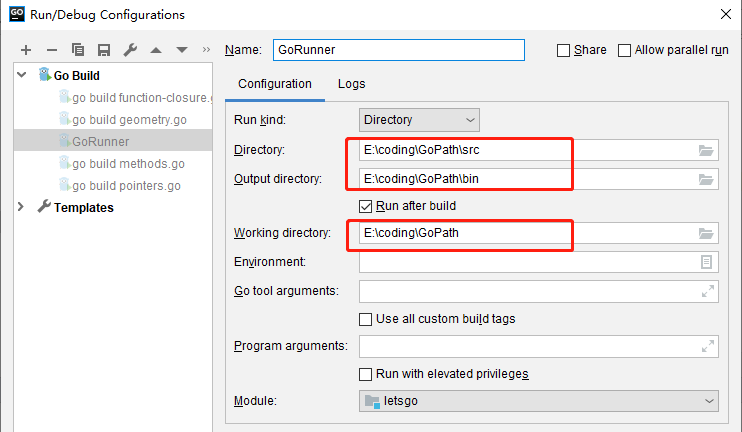 GO Run/Debug Configurations
Name: GoRunner Share Allow parallel run
Go Build
go build function-closure.g
go build geometry.go
GoRunner
go build methods.go
go build pointers.go
Templates
Configuration Logs
Run kind: Directory
Directory: E:\coding\GoPath\src
Output directory: E:\coding\GoPath\bin
Run after build
Working directory: E:\coding\GoPath
Environment:
Go tool arguments:
Use all custom build tags
Program arguments:
Run with elevated privileges
Module: letsgo